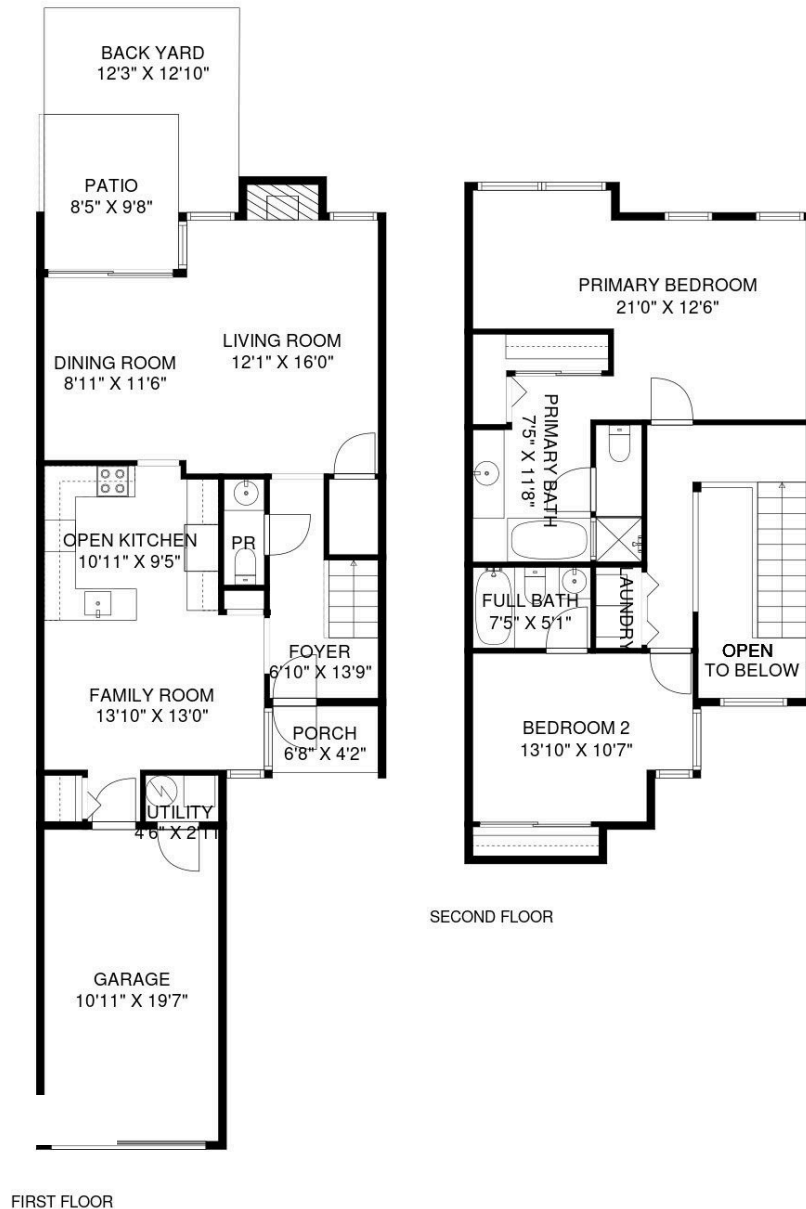 BACK YARD
12'3" X 12'10"
PATIO
8'5" X 9'8"
LIVING ROOM
12'1" X 16'0"
DINING ROOM
8'11" X 11'6"
OPEN KITCHEN
10'11" X 9'5"
PR
FOYER
6'10" X 13'9"
FAMILY ROOM
13'10" X 13'0"
PORCH
6'8" X 4'2"
UTILITY
4'6" X 2'11
GARAGE
10'11" X 19'7"
FIRST FLOOR
PRIMARY BEDROOM
21'0" X 12'6"
PRIMARY BATH
7'5" X 11'8"
FULL BATH
7'5" X 5'1"
LAUNDRY
OPEN
TO BELOW
BEDROOM 2
13'10" X 10'7"
SECOND FLOOR